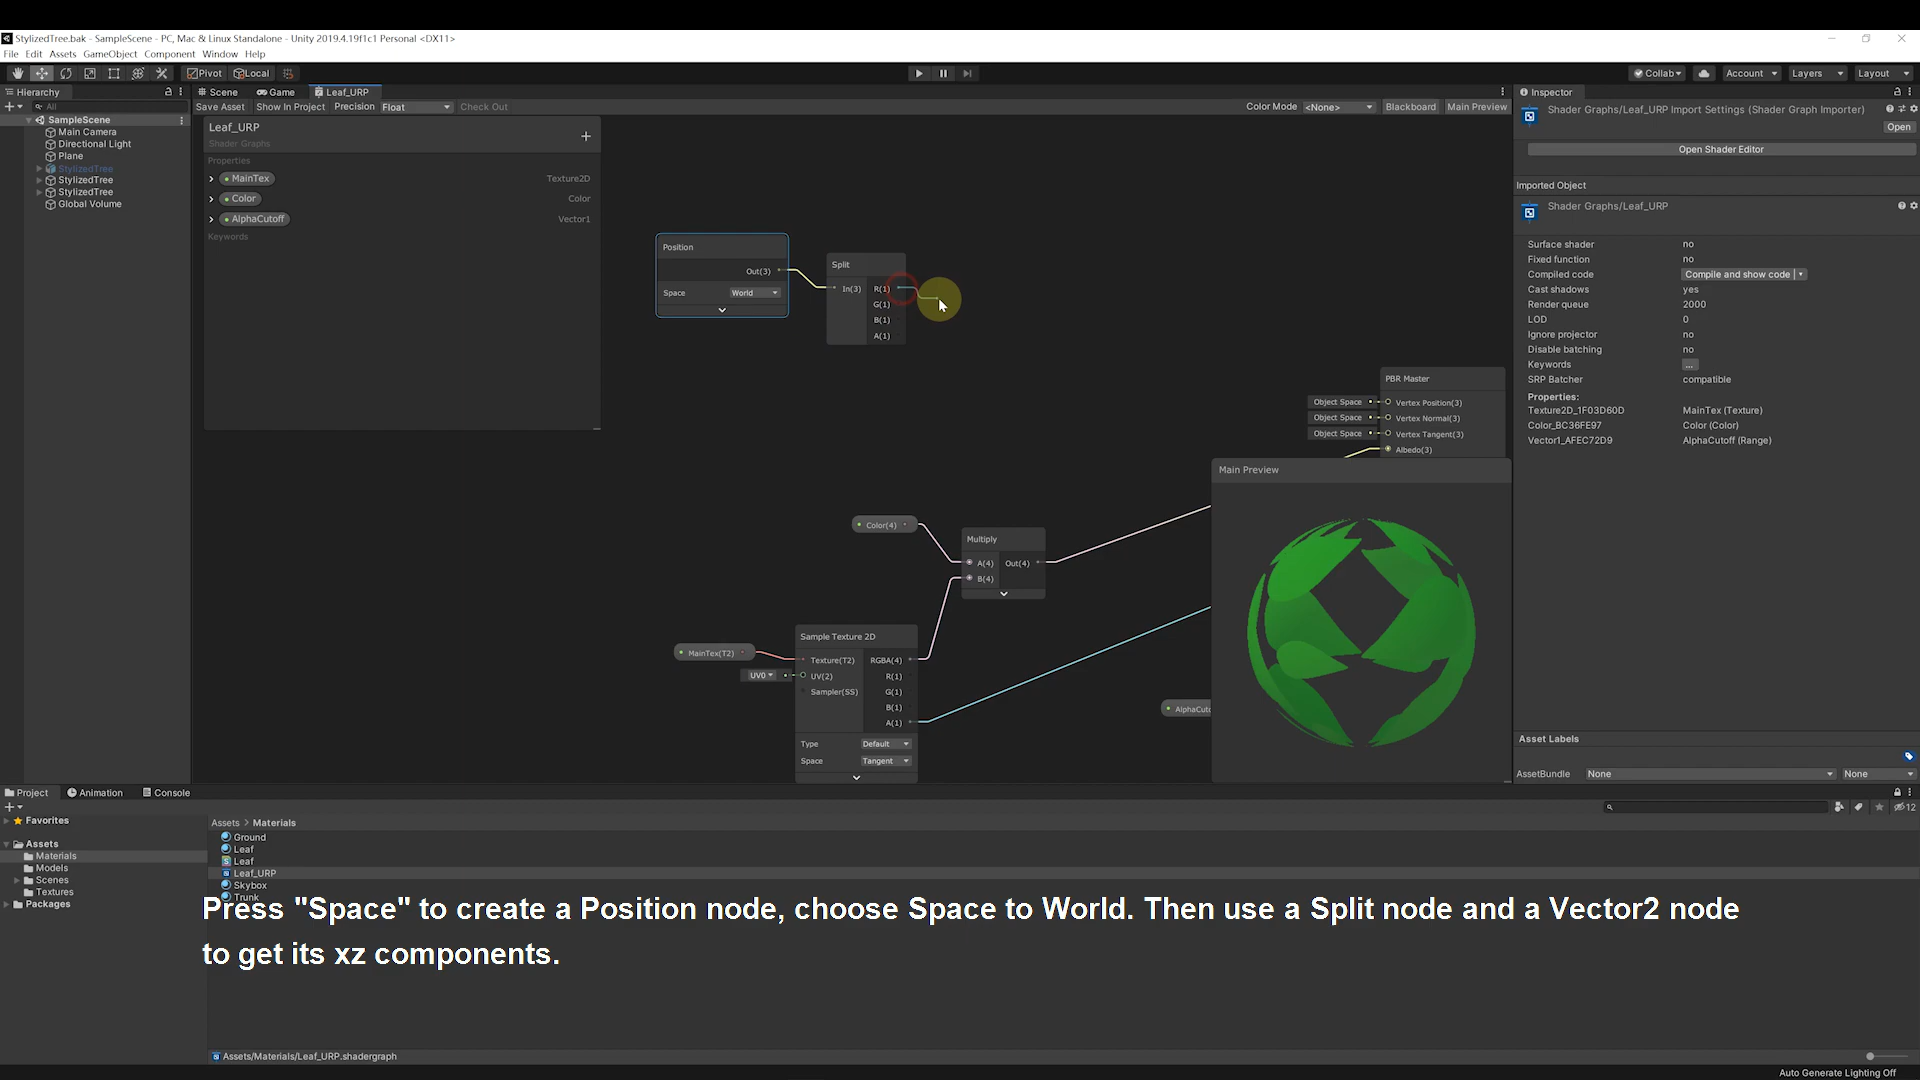 StylizedTree.bak - SampleScene - PC, Mac & Linux Standalone - Unity 2019.4.19f1c1 Personal <DX11>
File Edit Assets GameObject Component Window Help
Pivot Local Collab Account Layers Layout
Hierarchy
All
SampleScene
Main Camera
Directional Light
Plane
StylizedTree
StylizedTree
StylizedTree
Global Volume
Scene Game Leaf_URP
Save Asset Show In Project Precision Float Check Out Color Mode <None> Blackboard Main Preview
Leaf_URP
Shader Graphs
Properties
MainTex Texture2D
Color Color
AlphaCutoff Vector1
Keywords
Position
Out(3)
Space World
Split
In(3) R(1)
G(1)
B(1)
A(1)
PBR Master
Object Space Vertex Position(3)
Object Space Vertex Normal(3)
Object Space Vertex Tangent(3)
Albedo(3)
Main Preview
Color(4)
Multiply
A(4) Out(4)
B(4)
Sample Texture 2D
MainTex(T2) Texture(T2) RGBA(4)
UV0 UV(2) R(1)
Sampler(SS) G(1)
B(1)
A(1)
Type Default
Space Tangent
AlphaCuto
Inspector
Shader Graphs/Leaf_URP Import Settings (Shader Graph Importer)
Open
Open Shader Editor
Imported Object
Shader Graphs/Leaf_URP
Surface shader no
Fixed function no
Compiled code Compile and show code
Cast shadows yes
Render queue 2000
LOD 0
Ignore projector no
Disable batching no
Keywords ...
SRP Batcher compatible
Properties:
Texture2D_1F03D60D MainTex (Texture)
Color_BC36FE97 Color (Color)
Vector1_AFEC72D9 AlphaCutoff (Range)
Asset Labels
AssetBundle None None
Project Animation Console
12
Favorites
Assets
Materials
Models
Scenes
Textures
Packages
Assets > Materials
Ground
Leaf
Leaf
Leaf_URP
Skybox
Trunk
Press "Space" to create a Position node, choose Space to World. Then use a Split node and a Vector2 node
to get its xz components.
Assets/Materials/Leaf_URP.shadergraph
Auto Generate Lighting Off